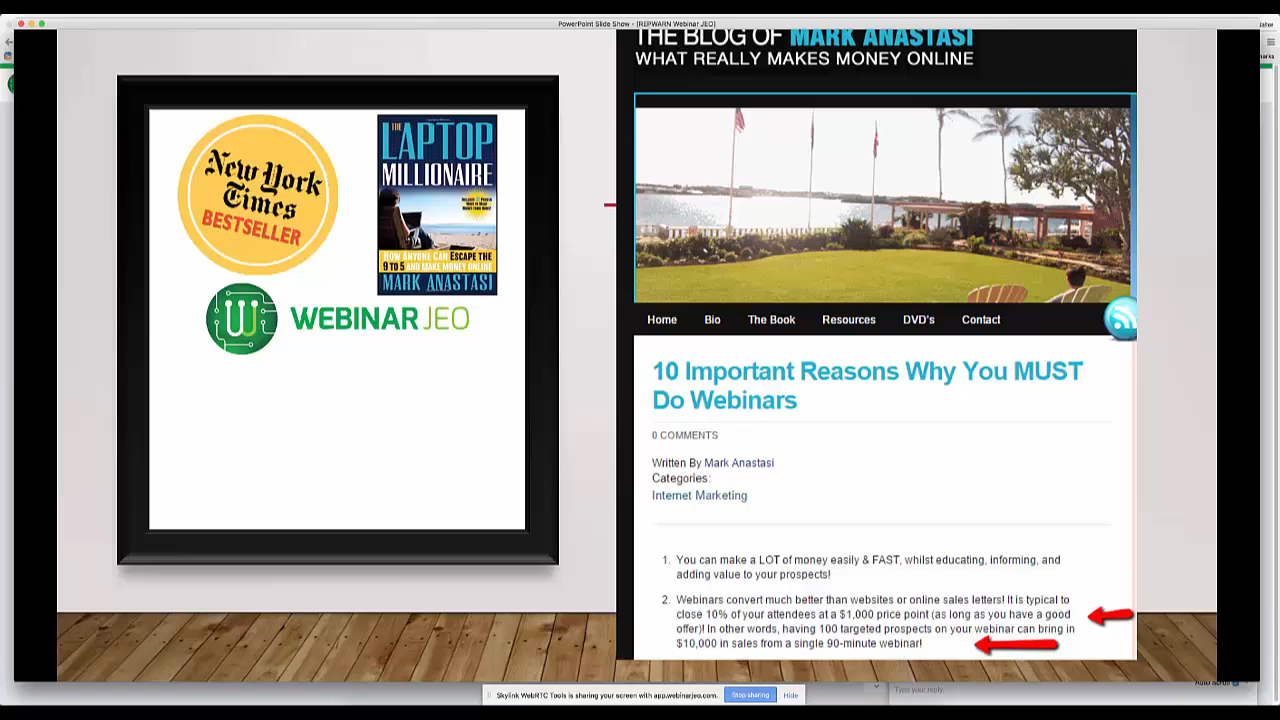 PowerPoint Slide Show - [REPWARN Webinar JEO]
THE BLOG OF MARK ANASTASI
WHAT REALLY MAKES MONEY ONLINE
New York
Times
BESTSELLER
THE
LAPTOP
MILLIONAIRE
HOW ANYONE CAN ESCAPE THE
9 TO 5 AND MAKE MONEY ONLINE
MARK ANASTASI
WEBINAR JEO
Home Bio The Book Resources DVD's Contact
10 Important Reasons Why You MUST
Do Webinars
0 COMMENTS
Written By Mark Anastasi
Categories:
Internet Marketing
1. You can make a LOT of money easily & FAST, whilst educating, informing, and
adding value to your prospects!
2. Webinars convert much better than websites or online sales letters! It is typical to
close 10% of your attendees at a $1,000 price point (as long as you have a good
offer)! In other words, having 100 targeted prospects on your webinar can bring in
$10,000 in sales from a single 90-minute webinar!
Skylink WebRTC Tools is sharing your screen with app.webinarjeo.com. Stop sharing Hide
Auto Scroll
Type your reply.